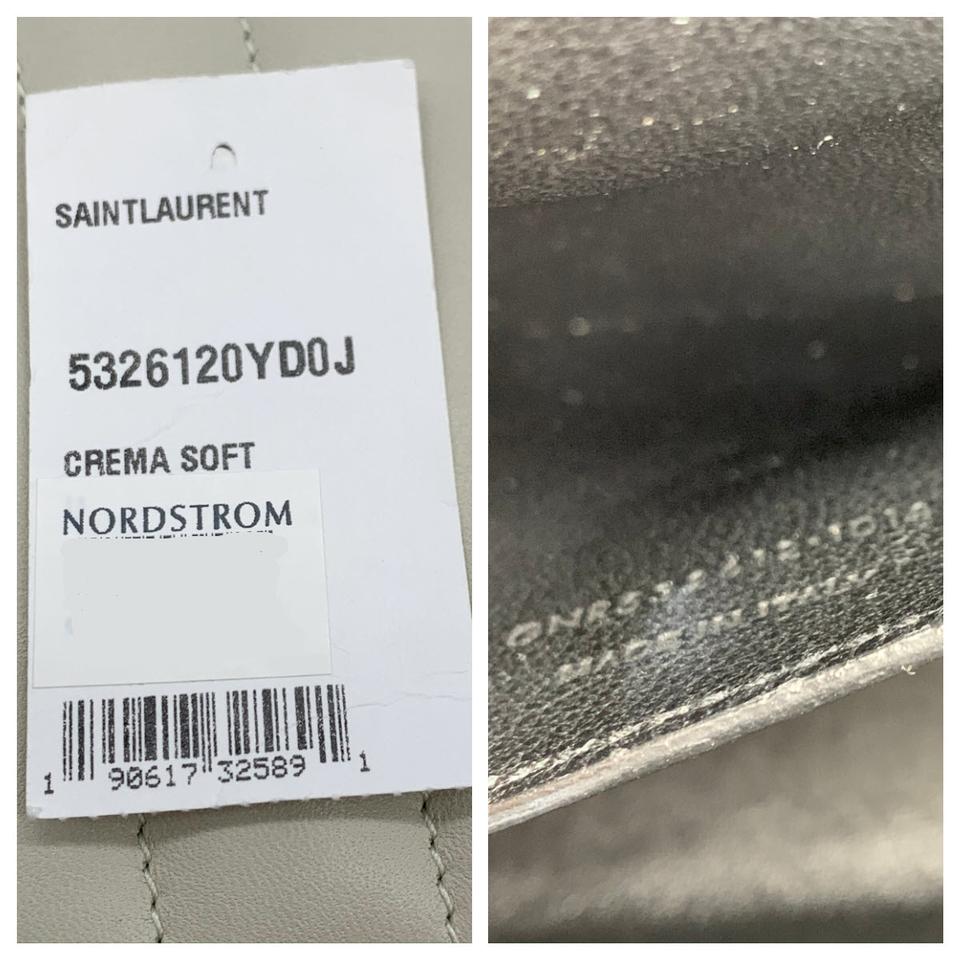 SAINTLAURENT
5326120YD0J
CREMA SOFT
NORDSTROM
1 90617 32589 1
MADE IN ITALY